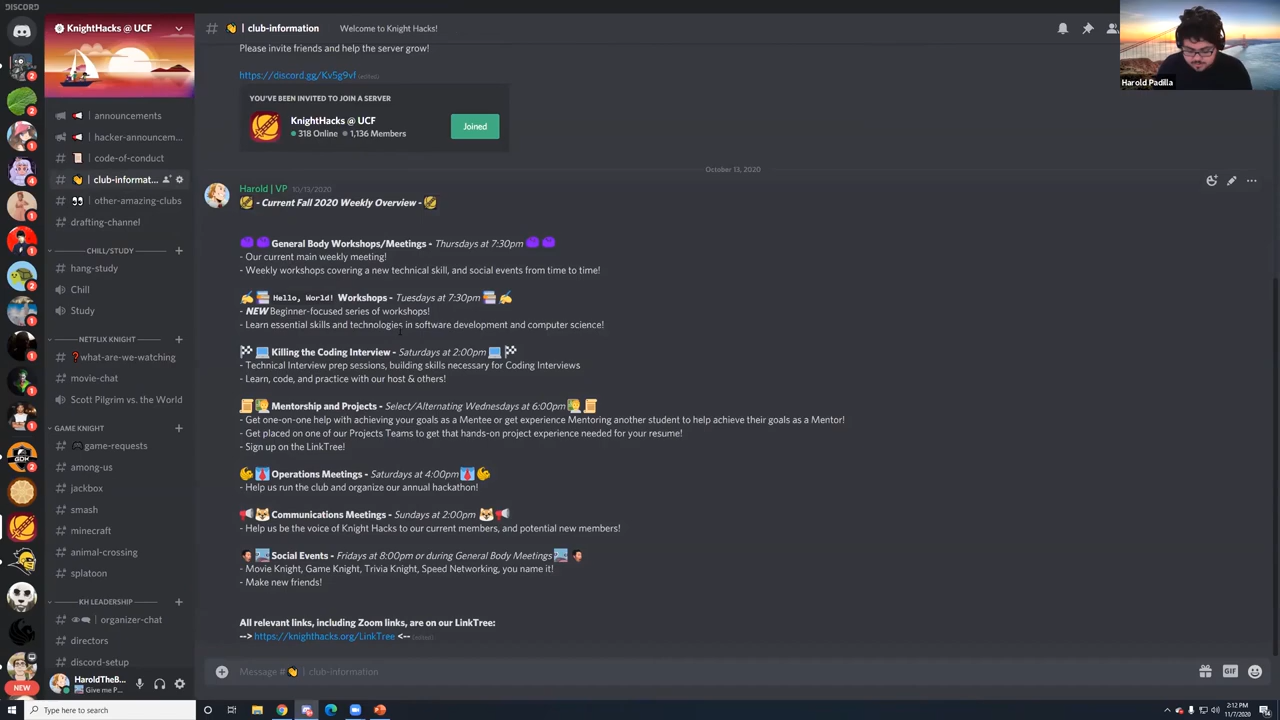 DISCORD
KnightHacks @ UCF
| club-information
Welcome to Knight Hacks!
Harold Padilla
| announcements
| hacker-announcem...
| code-of-conduct
| club-informat...
| other-amazing-clubs
drafting-channel
CHILL/STUDY
hang-study
Chill
Study
NETFLIX KNIGHT
what-are-we-watching
movie-chat
Scott Pilgrim vs. the World
GAME KNIGHT
game-requests
among-us
jackbox
smash
minecraft
animal-crossing
splatoon
KH LEADERSHIP
| organizer-chat
directors
discord-setup
HaroldTheB...
Give me P...
NEW
Please invite friends and help the server grow!
https://discord.gg/Kv5g9vf (edited)
YOU'VE BEEN INVITED TO JOIN A SERVER
KnightHacks @ UCF
318 Online 1,136 Members
Joined
October 13, 2020
Harold | VP 10/13/2020
- Current Fall 2020 Weekly Overview -
General Body Workshops/Meetings - Thursdays at 7:30pm
- Our current main weekly meeting!
- Weekly workshops covering a new technical skill, and social events from time to time!
Hello, World! Workshops - Tuesdays at 7:30pm
- NEW Beginner-focused series of workshops!
- Learn essential skills and technologies in software development and computer science!
Killing the Coding Interview - Saturdays at 2:00pm
- Technical Interview prep sessions, building skills necessary for Coding Interviews
- Learn, code, and practice with our host & others!
Mentorship and Projects - Select/Alternating Wednesdays at 6:00pm
- Get one-on-one help with achieving your goals as a Mentee or get experience Mentoring another student to help achieve their goals as a Mentor!
- Get placed on one of our Projects Teams to get that hands-on project experience needed for your resume!
- Sign up on the LinkTree!
Operations Meetings - Saturdays at 4:00pm
- Help us run the club and organize our annual hackathon!
Communications Meetings - Sundays at 2:00pm
- Help us be the voice of Knight Hacks to our current members, and potential new members!
Social Events - Fridays at 8:00pm or during General Body Meetings
- Movie Knight, Game Knight, Trivia Knight, Speed Networking, you name it!
- Make new friends!
All relevant links, including Zoom links, are on our LinkTree:
--> https://knighthacks.org/LinkTree <-- (edited)
Message # | club-information
GIF
Type here to search
2:12 PM
11/7/2020